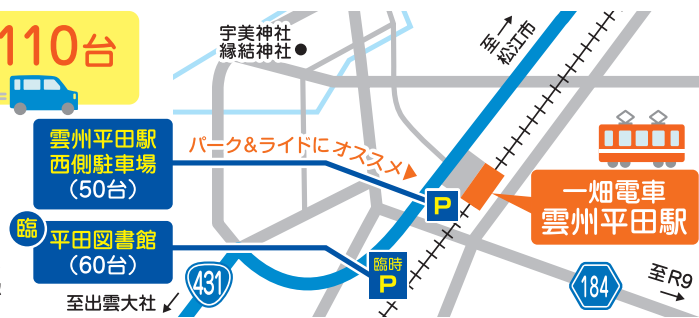 110台
宇美神社
縁結神社
至→
松江市
雲州平田駅
西側駐車場
(50台)
パーク&ライドにオススメ
P
一畑電車
雲州平田駅
臨
平田図書館
(60台)
臨時
P
431
184
至R9
至出雲大社